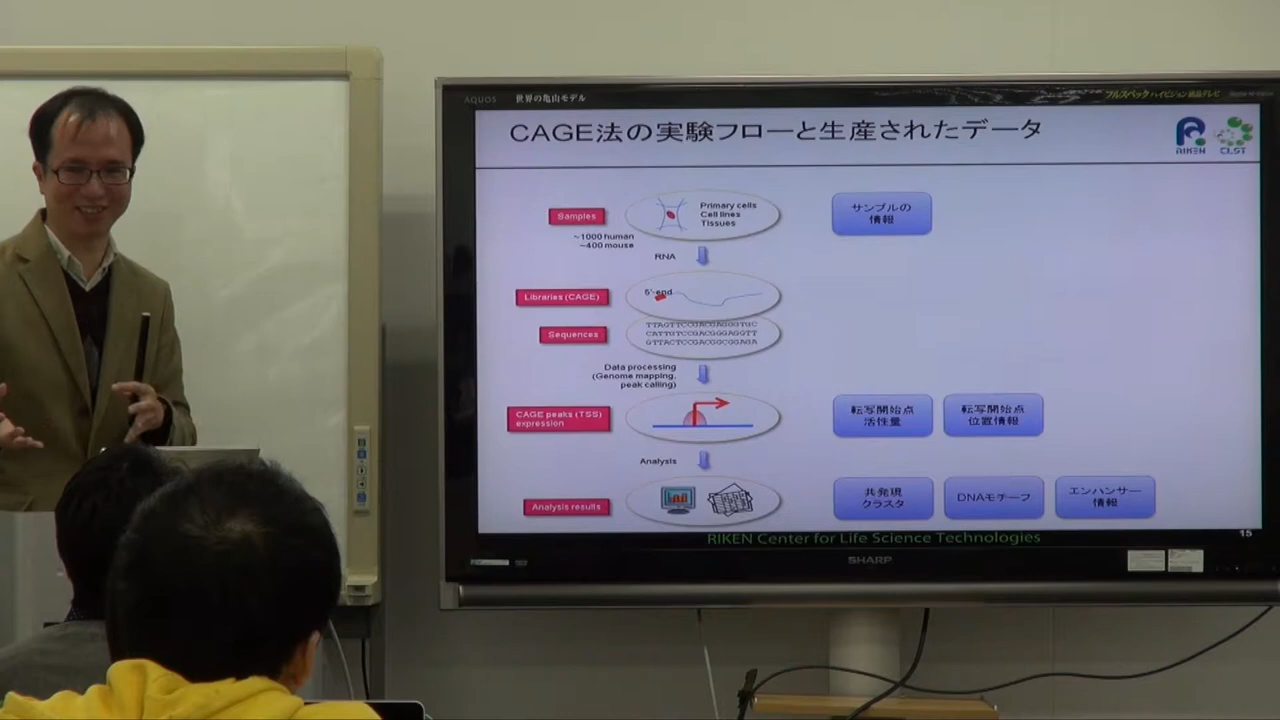 AQUOS 世界の亀山モデル
フルスペックハイビジョン液晶テレビ
CAGE法の実験フローと生産されたデータ
RIKEN CLST
Samples
Primary cells
Cell lines
Tissues
サンプルの
情報
~1000 human
~400 mouse
RNA
Libraries (CAGE)
5'-end
Sequences
TTAGTTCCGACGAGGGTGC
CATTGTCCGACGGGAGGTT
GTTACTCCGACGGCGGAGA
Data processing
(Genome mapping,
peak calling)
CAGE peaks (TSS)
expression
転写開始点
活性量
転写開始点
位置情報
Analysis
Analysis results
共発現
クラスタ
DNAモチーフ
エンハンサー
情報
RIKEN Center for Life Science Technologies
15
SHARP